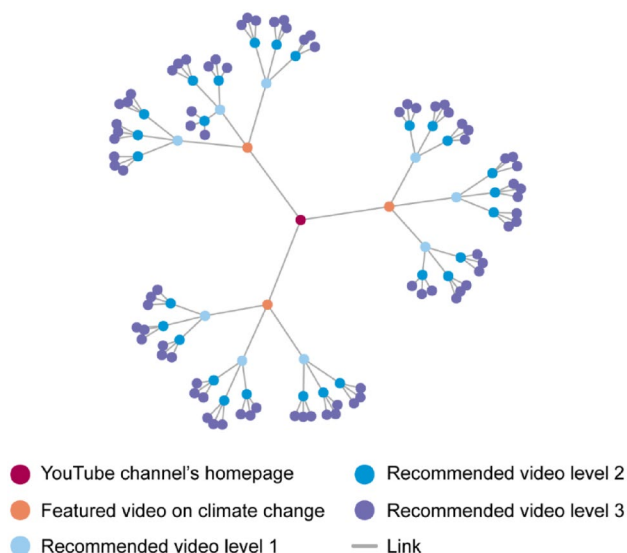 YouTube channel's homepage
Featured video on climate change
Recommended video level 1
Recommended video level 2
Recommended video level 3
Link